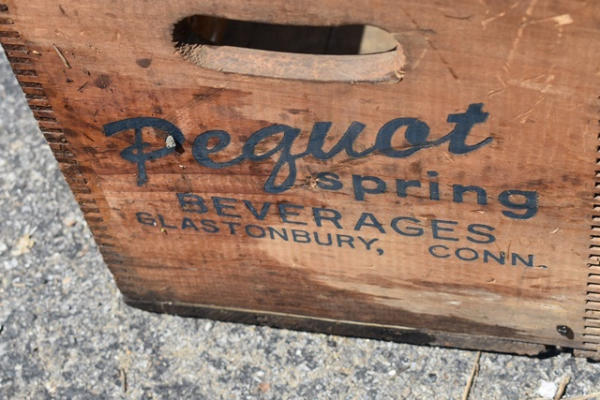 Pequot
spring
BEVERAGES
GLASTONBURY, CONN.